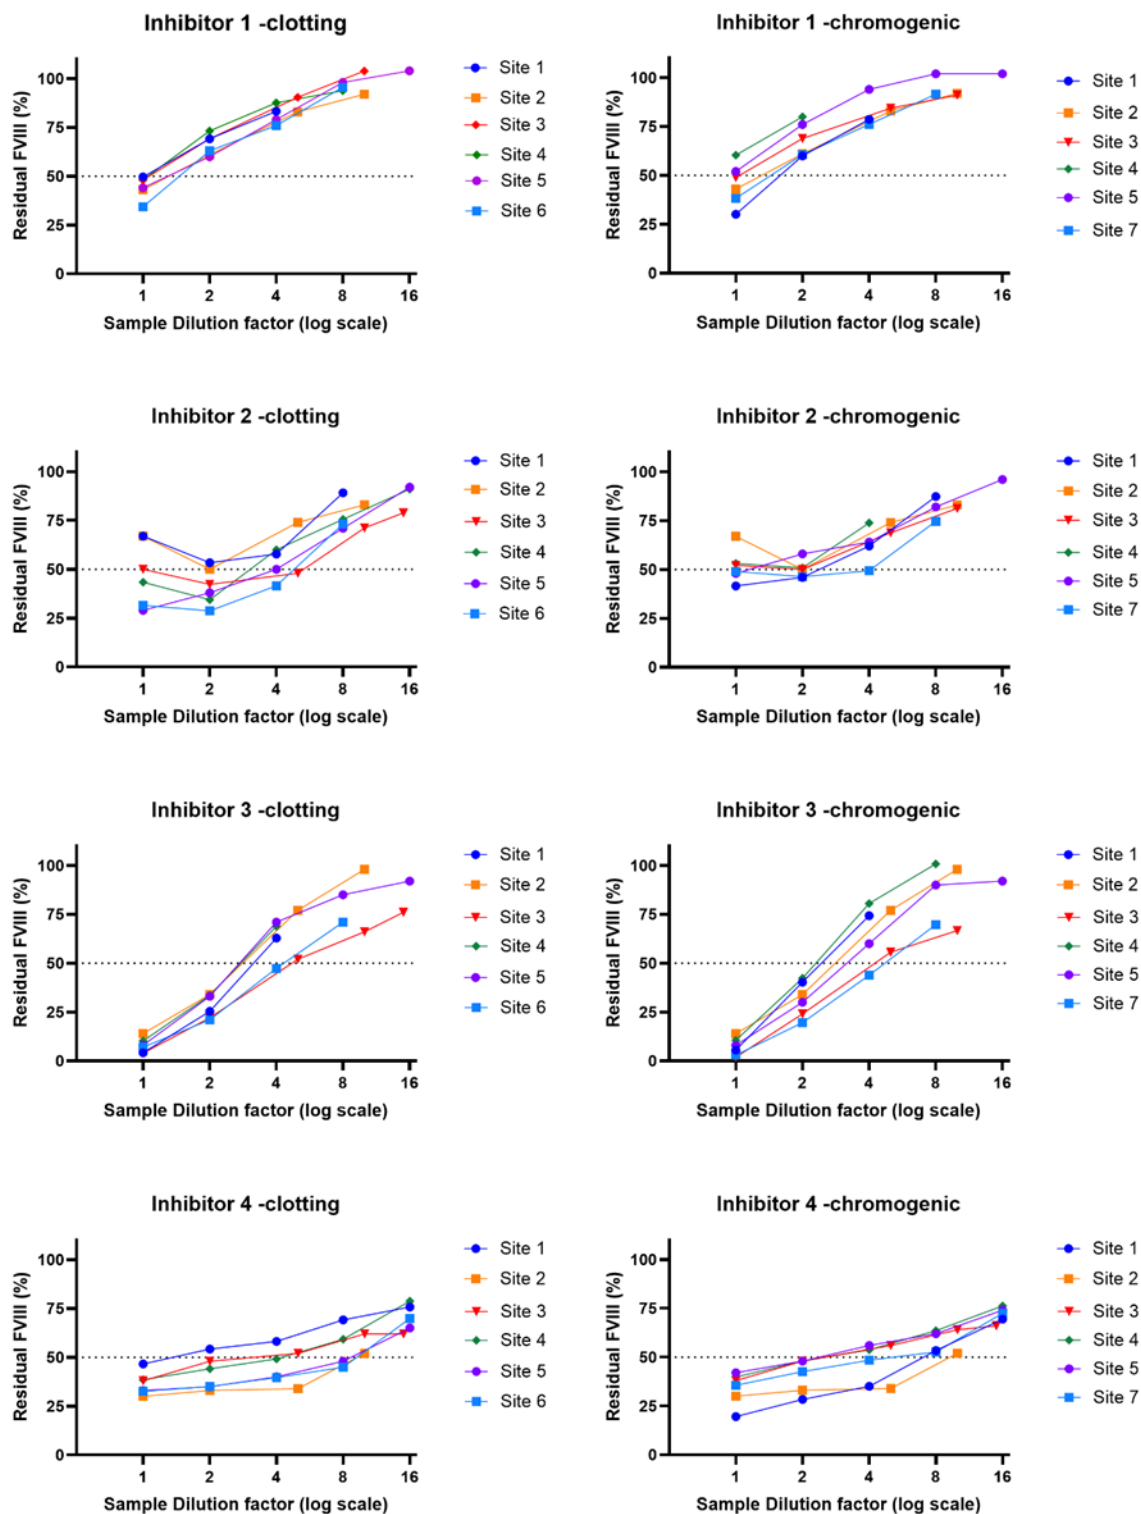 Inhibitor 1 -clotting
Residual FVIII (%)
100
75
50
25
0
1 2 4 8 16
Sample Dilution factor (log scale)
Site 1
Site 2
Site 3
Site 4
Site 5
Site 6
Inhibitor 1 -chromogenic
Residual FVIII (%)
100
75
50
25
0
1 2 4 8 16
Sample Dilution factor (log scale)
Site 1
Site 2
Site 3
Site 4
Site 5
Site 7
Inhibitor 2 -clotting
Residual FVIII (%)
100
75
50
25
0
1 2 4 8 16
Sample Dilution factor (log scale)
Site 1
Site 2
Site 3
Site 4
Site 5
Site 6
Inhibitor 2 -chromogenic
Residual FVIII (%)
100
75
50
25
0
1 2 4 8 16
Sample Dilution factor (log scale)
Site 1
Site 2
Site 3
Site 4
Site 5
Site 7
Inhibitor 3 -clotting
Residual FVIII (%)
100
75
50
25
0
1 2 4 8 16
Sample Dilution factor (log scale)
Site 1
Site 2
Site 3
Site 4
Site 5
Site 6
Inhibitor 3 -chromogenic
Residual FVIII (%)
100
75
50
25
0
1 2 4 8 16
Sample Dilution factor (log scale)
Site 1
Site 2
Site 3
Site 4
Site 5
Site 7
Inhibitor 4 -clotting
Residual FVIII (%)
100
75
50
25
0
1 2 4 8 16
Sample Dilution factor (log scale)
Site 1
Site 2
Site 3
Site 4
Site 5
Site 6
Inhibitor 4 -chromogenic
Residual FVIII (%)
100
75
50
25
0
1 2 4 8 16
Sample Dilution factor (log scale)
Site 1
Site 2
Site 3
Site 4
Site 5
Site 7